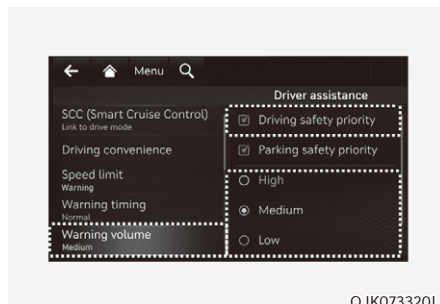 Menu
Driver assistance
SCC (Smart Cruise Control)
Link to drive mode
Driving convenience
Speed limit
Warning
Warning timing
Normal
Warning volume
Medium
Driving safety priority
Parking safety priority
High
Medium
Low
OJK073320L